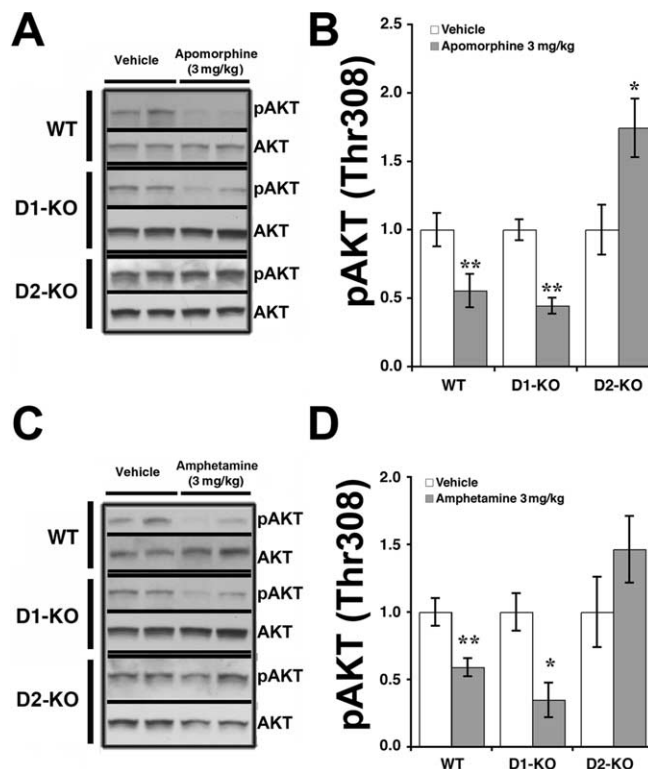 A
Vehicle
Apomorphine
(3 mg/kg)
WT
pAKT
AKT
D1-KO
pAKT
AKT
D2-KO
pAKT
AKT
B
pAKT (Thr308)
2.5
2.0
1.5
1.0
0.5
0.0
Vehicle
Apomorphine 3 mg/kg
**
**
*
WT D1-KO D2-KO
C
Vehicle
Amphetamine
(3 mg/kg)
WT
pAKT
AKT
D1-KO
pAKT
AKT
D2-KO
pAKT
AKT
D
pAKT (Thr308)
2.0
1.5
1.0
0.5
0.0
Vehicle
Amphetamine 3 mg/kg
**
*
WT D1-KO D2-KO